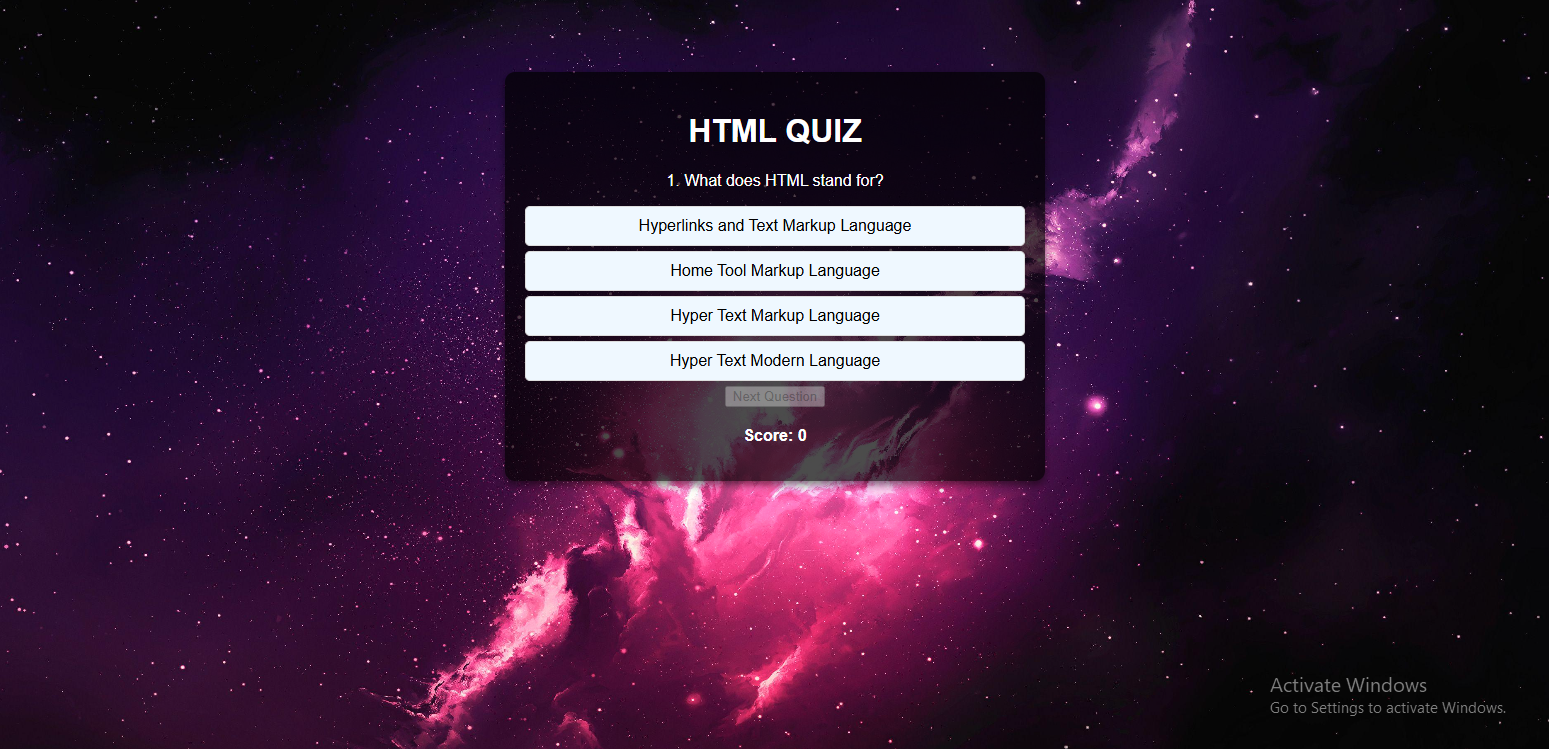 HTML QUIZ
1. What does HTML stand for?
Hyperlinks and Text Markup Language
Home Tool Markup Language
Hyper Text Markup Language
Hyper Text Modern Language
Next Question
Score: 0
Activate Windows
Go to Settings to activate Windows.